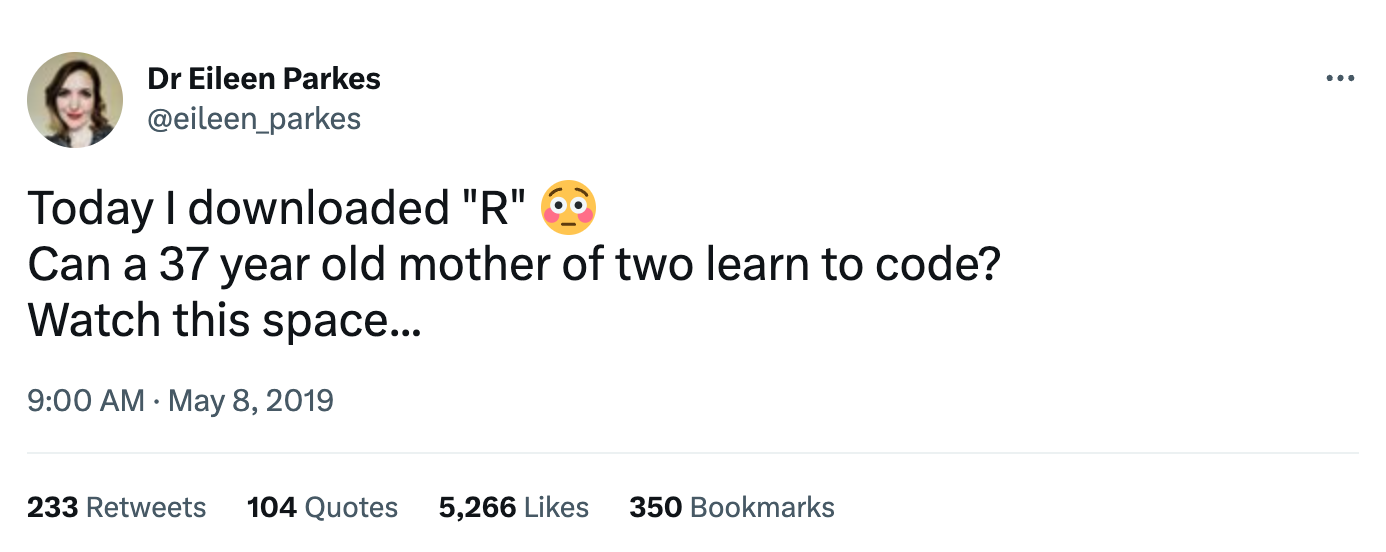 Dr Eileen Parkes
@eileen_parkes
Today I downloaded "R" 😳
Can a 37 year old mother of two learn to code?
Watch this space...
9:00 AM · May 8, 2019
233 Retweets 104 Quotes 5,266 Likes 350 Bookmarks